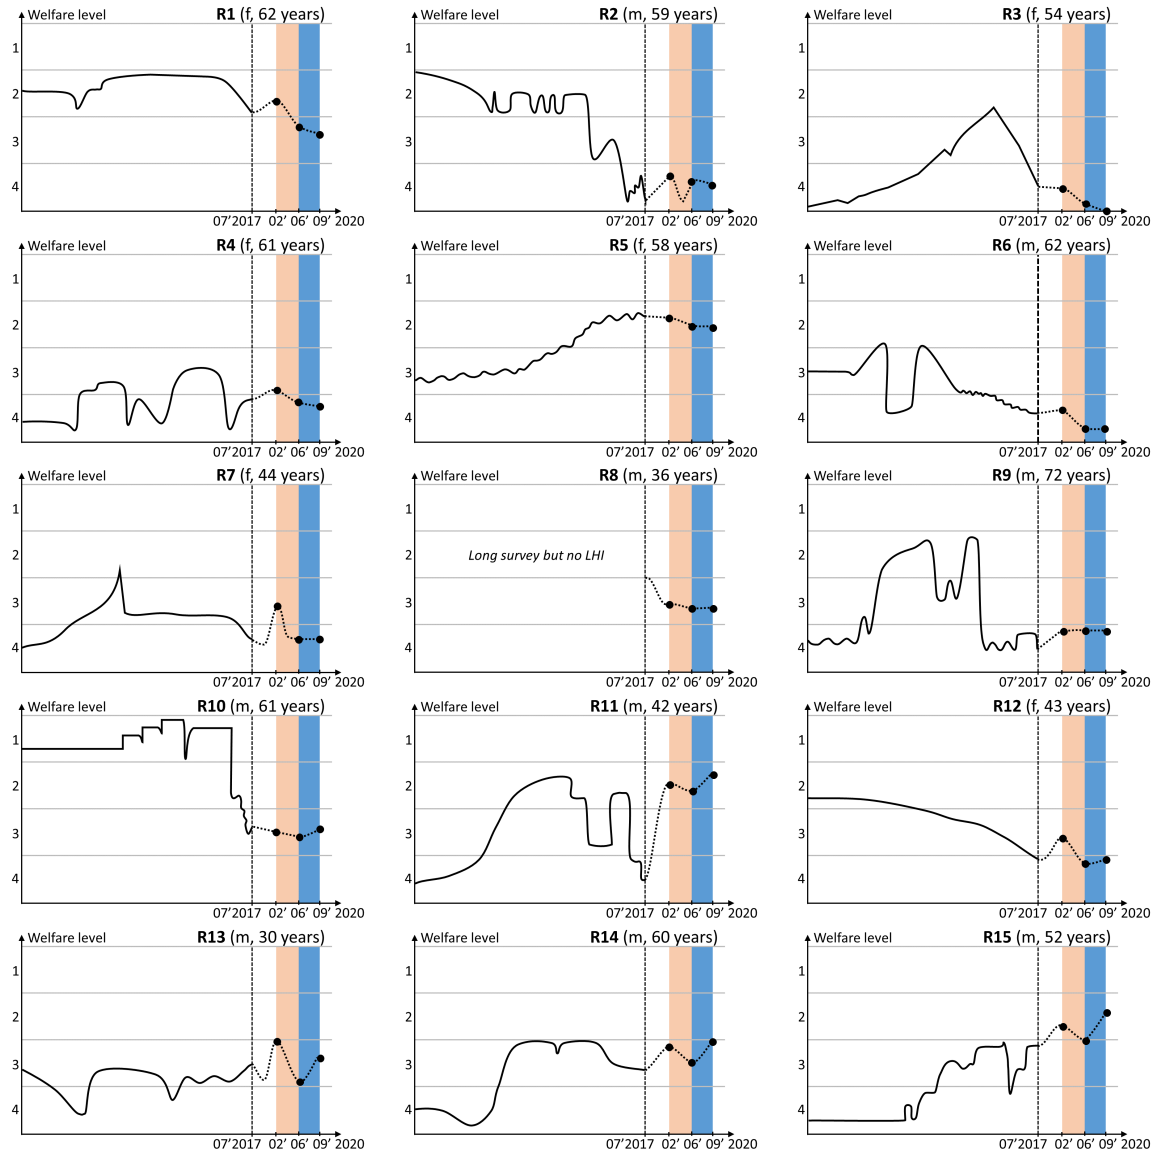 Welfare level R1 (f, 62 years)
1
2
3
4
07'2017 02' 06' 09' 2020
Welfare level R2 (m, 59 years)
1
2
3
4
07'2017 02' 06' 09' 2020
Welfare level R3 (f, 54 years)
1
2
3
4
07'2017 02' 06' 09' 2020
Welfare level R4 (f, 61 years)
1
2
3
4
07'2017 02' 06' 09' 2020
Welfare level R5 (f, 58 years)
1
2
3
4
07'2017 02' 06' 09' 2020
Welfare level R6 (m, 62 years)
1
2
3
4
07'2017 02' 06' 09' 2020
Welfare level R7 (f, 44 years)
1
2
3
4
07'2017 02' 06' 09' 2020
Welfare level R8 (m, 36 years)
1
2
Long survey but no LHI
3
4
07'2017 02' 06' 09' 2020
Welfare level R9 (m, 72 years)
1
2
3
4
07'2017 02' 06' 09' 2020
Welfare level R10 (m, 61 years)
1
2
3
4
07'2017 02' 06' 09' 2020
Welfare level R11 (m, 42 years)
1
2
3
4
07'2017 02' 06' 09' 2020
Welfare level R12 (f, 43 years)
1
2
3
4
07'2017 02' 06' 09' 2020
Welfare level R13 (m, 30 years)
1
2
3
4
07'2017 02' 06' 09' 2020
Welfare level R14 (m, 60 years)
1
2
3
4
07'2017 02' 06' 09' 2020
Welfare level R15 (m, 52 years)
1
2
3
4
07'2017 02' 06' 09' 2020